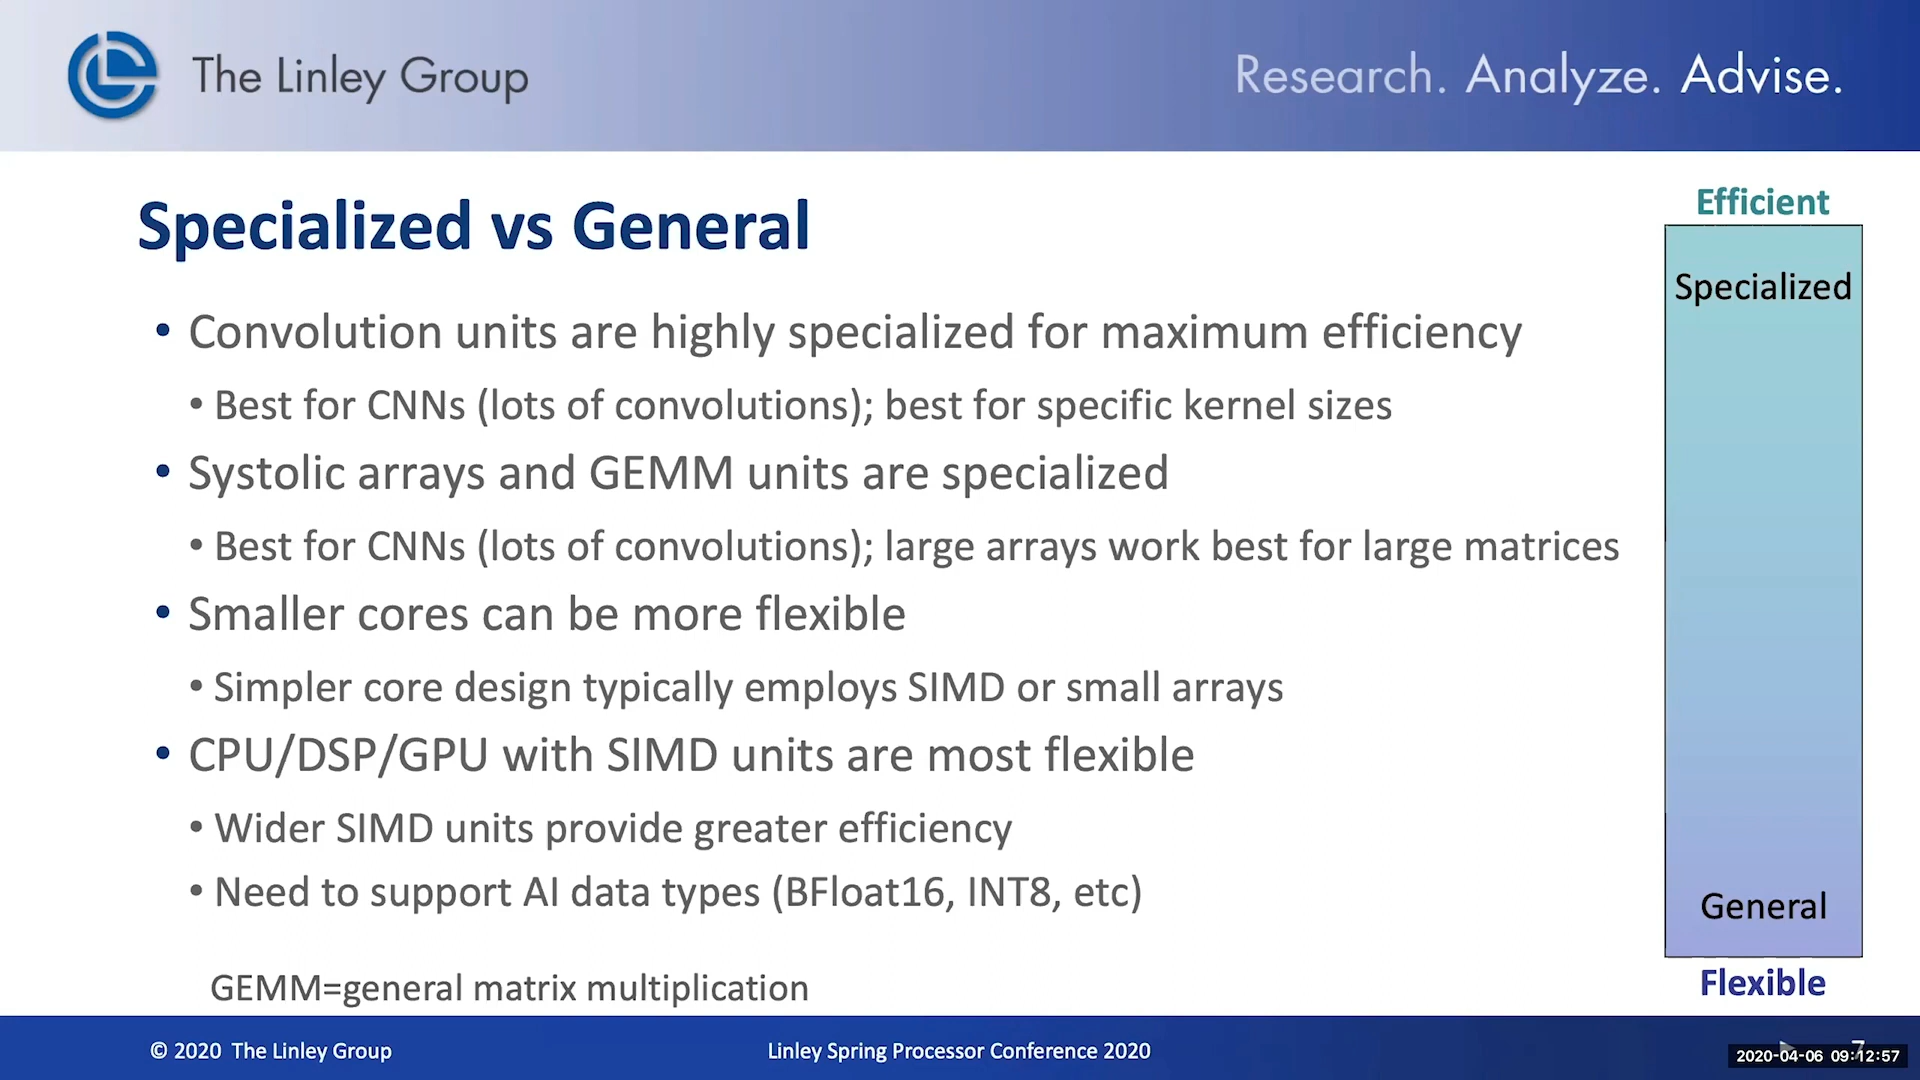 The Linley Group
Research. Analyze. Advise.
Specialized vs General
• Convolution units are highly specialized for maximum efficiency
• Best for CNNs (lots of convolutions); best for specific kernel sizes
• Systolic arrays and GEMM units are specialized
• Best for CNNs (lots of convolutions); large arrays work best for large matrices
• Smaller cores can be more flexible
• Simpler core design typically employs SIMD or small arrays
• CPU/DSP/GPU with SIMD units are most flexible
• Wider SIMD units provide greater efficiency
• Need to support AI data types (BFloat16, INT8, etc)
GEMM=general matrix multiplication
Efficient
Specialized
General
Flexible
© 2020 The Linley Group
Linley Spring Processor Conference 2020
7
2020-04-06 09:12:57